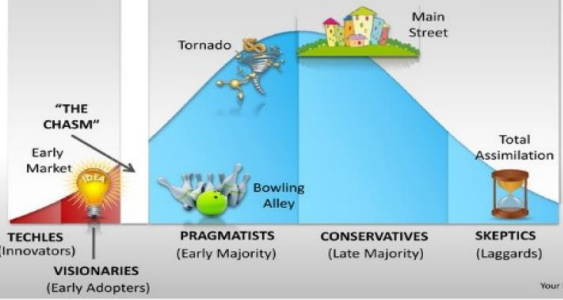 Main
Street
Tornado
"THE
CHASM"
Early
Market
IDEA
Bowling
Alley
Total
Assimilation
TECHLES
(Innovators)
VISIONARIES
(Early Adopters)
PRAGMATISTS
(Early Majority)
CONSERVATIVES
(Late Majority)
SKEPTICS
(Laggards)
Your